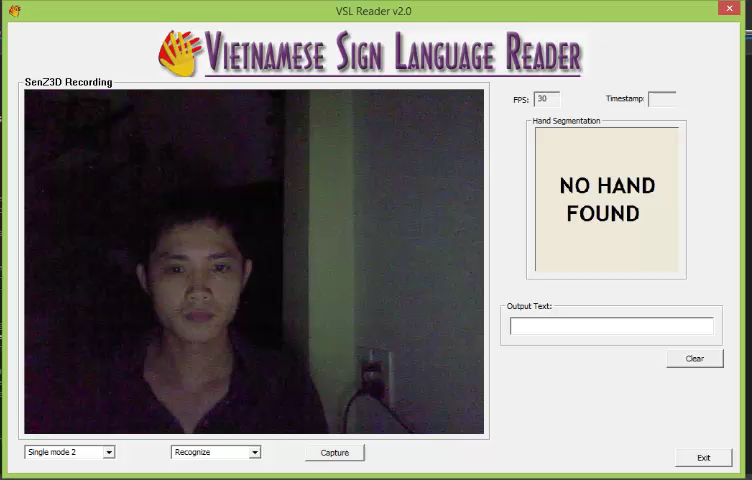 VSL Reader v2.0
VIETNAMESE SIGN LANGUAGE READER
SenZ3D Recording
FPS: 30
Timestamp:
Hand Segmentation
NO HAND
FOUND
Output Text:
Clear
Single mode 2
Recognize
Capture
Exit